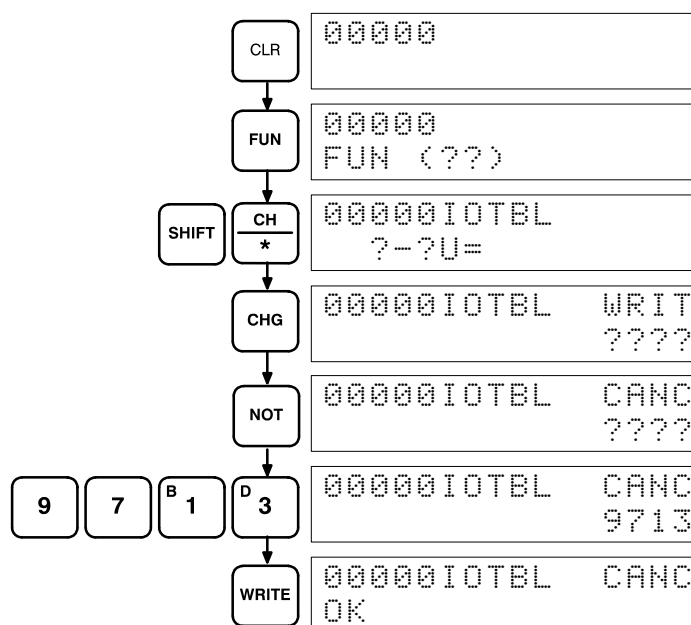 CLR
00000
FUN
00000
FUN (??)
SHIFT
CH
*
00000IOTBL
?-?U=
CHG
00000IOTBL WRIT
????
NOT
00000IOTBL CANC
????
9 7 B 1 D 3
00000IOTBL CANC
9713
WRITE
00000IOTBL CANC
OK